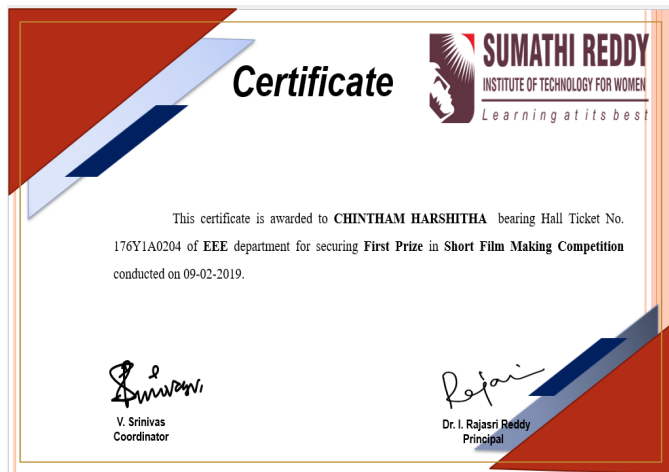 Certificate
SUMATHI REDDY
INSTITUTE OF TECHNOLOGY FOR WOMEN
Learning at its best
This certificate is awarded to CHINTHAM HARSHITHA bearing Hall Ticket No.
176Y1A0204 of EEE department for securing First Prize in Short Film Making Competition
conducted on 09-02-2019.
Srinivas
Rajasri
V. Srinivas
Coordinator
Dr. I. Rajasri Reddy
Principal